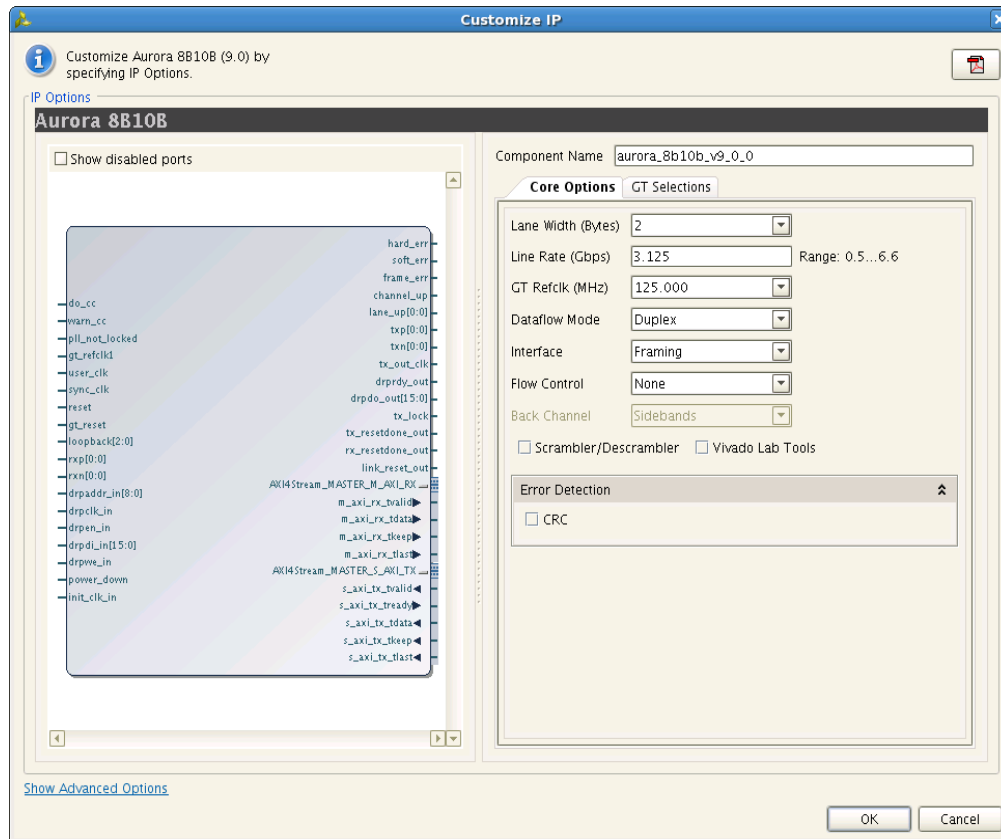 Customize IP
Customize Aurora 8B10B (9.0) by
specifying IP Options.
IP Options
Aurora 8B10B
Show disabled ports
do_cc
warn_cc
pll_not_locked
gt_refclk1
user_clk
sync_clk
reset
gt_reset
loopback[2:0]
rxp[0:0]
rxn[0:0]
drpaddr_in[8:0]
drpclk_in
drpen_in
drpdi_in[15:0]
drpwe_in
power_down
init_clk_in
hard_err
soft_err
frame_err
channel_up
lane_up[0:0]
txp[0:0]
txn[0:0]
tx_out_clk
drprdy_out
drpdo_out[15:0]
tx_lock
tx_resetdone_out
rx_resetdone_out
link_reset_out
AXI4Stream_MASTER_M_AXI_RX
m_axi_rx_tvalid
m_axi_rx_tdata
m_axi_rx_tkeep
m_axi_rx_tlast
AXI4Stream_MASTER_S_AXI_TX
s_axi_tx_tvalid
s_axi_tx_tready
s_axi_tx_tdata
s_axi_tx_tkeep
s_axi_tx_tlast
Component Name aurora_8b10b_v9_0_0
Core Options GT Selections
Lane Width (Bytes) 2
Line Rate (Gbps) 3.125 Range: 0.5...6.6
GT Refclk (MHz) 125.000
Dataflow Mode Duplex
Interface Framing
Flow Control None
Back Channel Sidebands
Scrambler/Descrambler Vivado Lab Tools
Error Detection
CRC
Show Advanced Options
OK Cancel